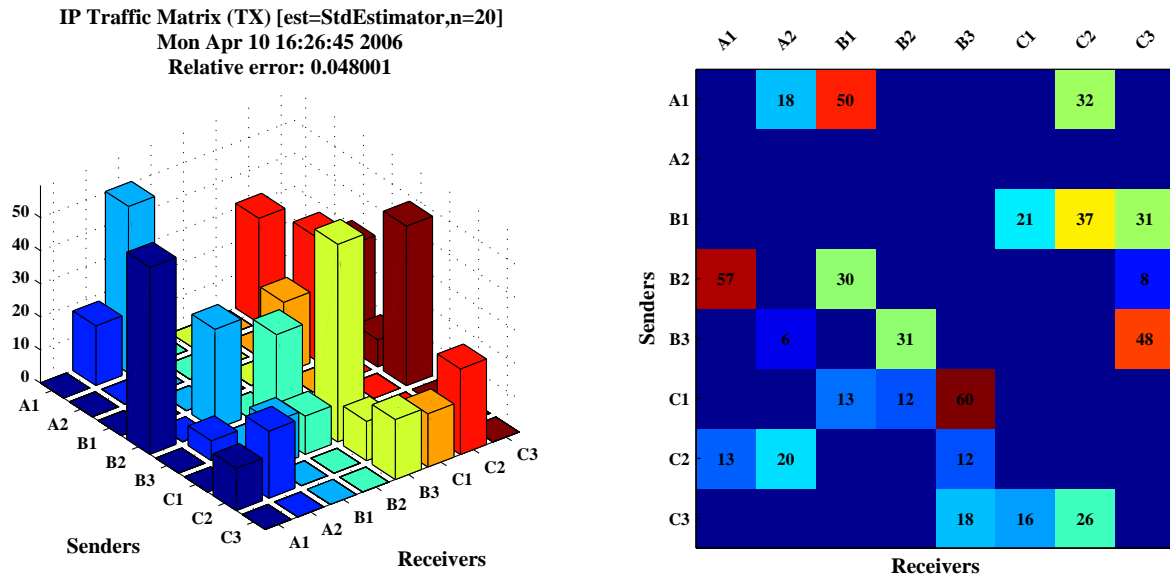 IP Traffic Matrix (TX) [est=StdEstimator,n=20]
Mon Apr 10 16:26:45 2006
Relative error: 0.048001
50
40
30
20
10
0
A1
A2
B1
B2
B3
C1
C2
C3
Senders
A1
A2
B1
B2
B3
C1
C2
C3
Receivers
A1 A2 B1 B2 B3 C1 C2 C3
A1 18 50 32
A2
B1 21 37 31
B2 57 30 8
B3 6 31 48
C1 13 12 60
C2 13 20 12
C3 18 16 26
Senders
Receivers